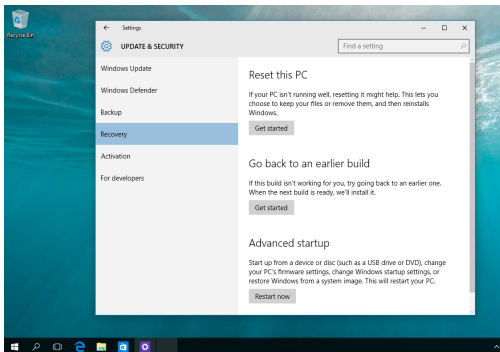 Recycle Bin
Settings
UPDATE & SECURITY
Find a setting
Windows Update
Windows Defender
Backup
Recovery
Activation
For developers
Reset this PC
If your PC isn't running well, resetting it might help. This lets you
choose to keep your files or remove them, and then reinstalls
Windows.
Get started
Go back to an earlier build
If this build isn't working for you, try going back to an earlier one.
When the next build is ready, we'll install it.
Get started
Advanced startup
Start up from a device or disc (such as a USB drive or DVD), change
your PC's firmware settings, change Windows startup settings, or
restore Windows from a system image. This will restart your PC.
Restart now